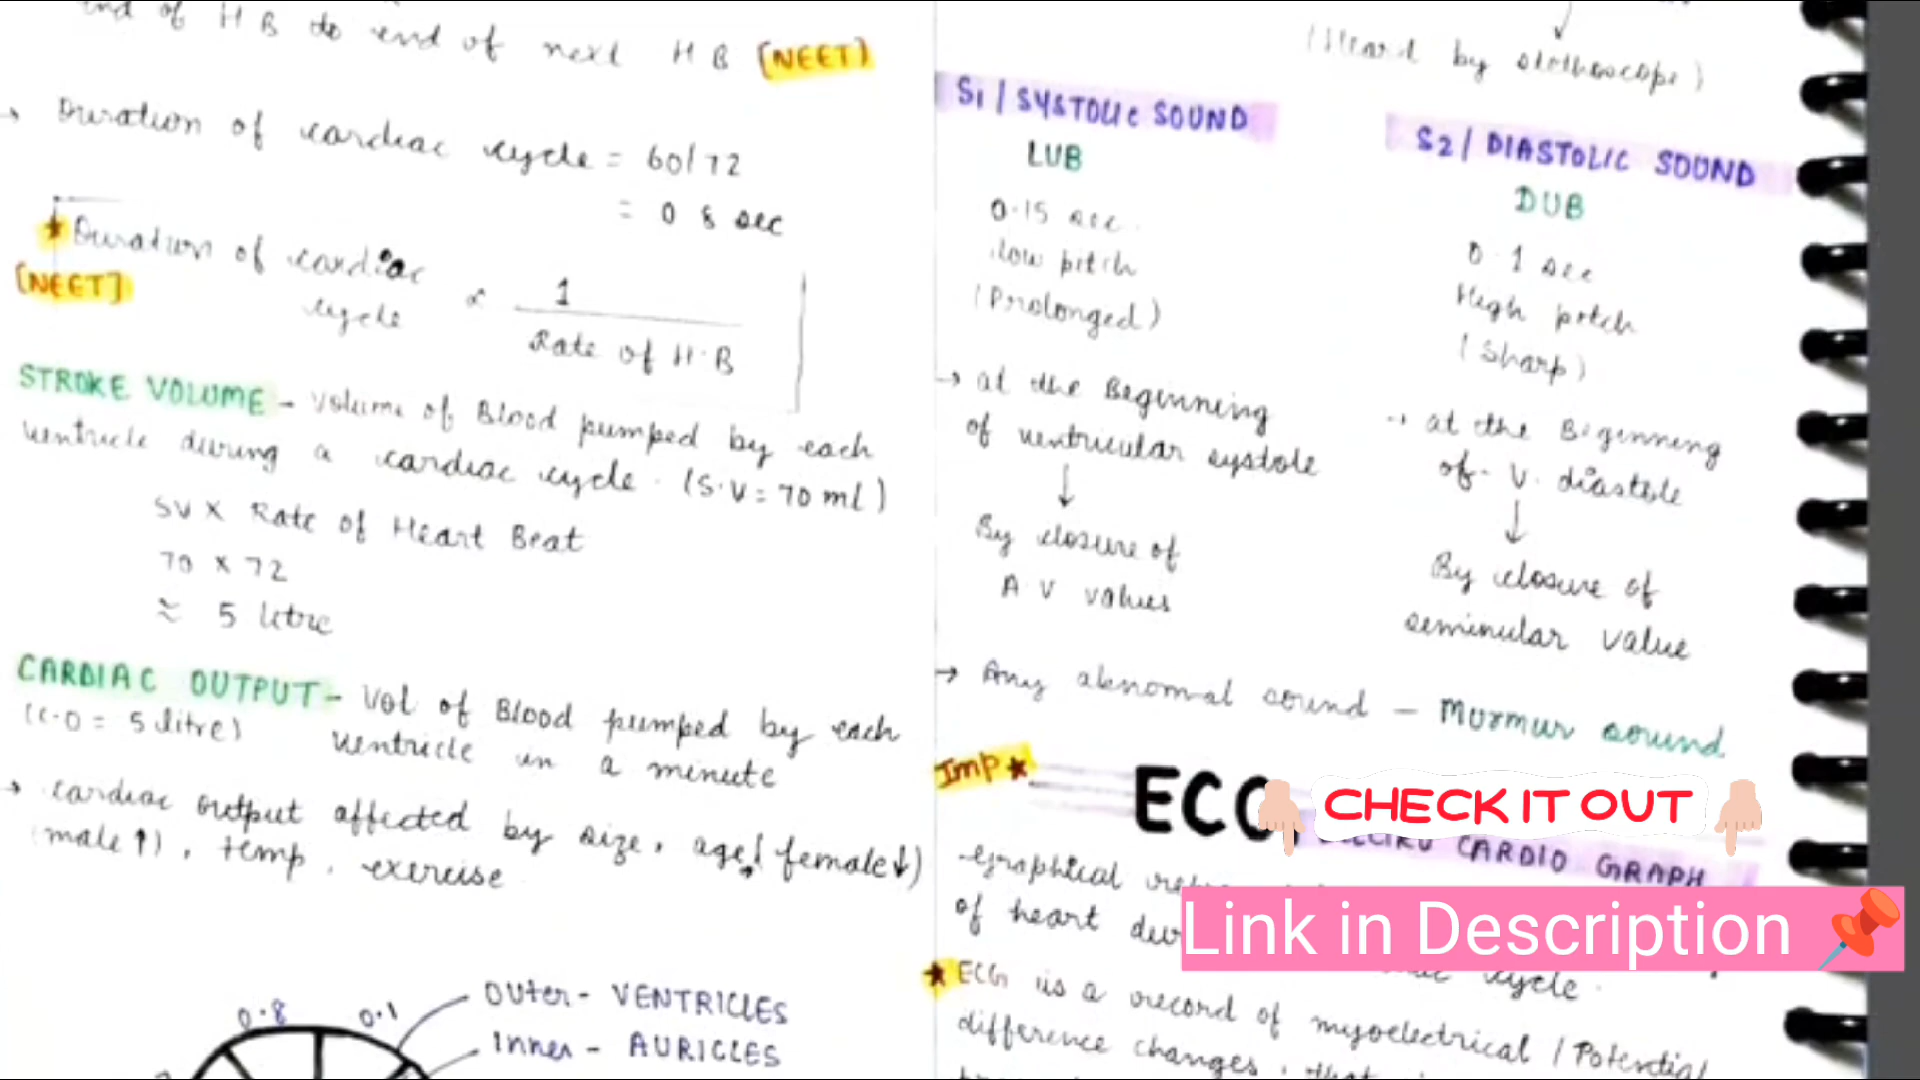 end of H B to end of next H B [NEET]
→ Duration of cardiac cycle = 60/72
= 0 8 sec
★ Duration of cardiac
[NEET]
cycle ∝ 1
Rate of H·B
STROKE VOLUME - Volume of Blood pumped by each
ventricle during a cardiac cycle. (S.V = 70 ml)
SV X Rate of Heart Beat
70 x 72
≈ 5 litre
CARDIAC OUTPUT - Vol of Blood pumped by each
(C.O = 5 litre) ventricle in a minute
→ cardiac output affected by size, age, (female↓)
(male↑), temp, exercise
0.8 0.1
Outer - VENTRICLES
Inner - AURICLES
(Heard by stethoscope)
S1 / SYSTOLIC SOUND
LUB
0.15 sec.
low pitch
(Prolonged)
→ at the Beginning
of ventricular systole
↓
By closure of
A V values
S2 / DIASTOLIC SOUND
DUB
0.1 sec
High pitch
(Sharp)
→ at the Beginning
of V. diastole
↓
By closure of
seminular value
→ Any abnomal sound - Murmur sound
Imp ★
CHECK IT OUT
CARDIO GRAPH
- graphical
of heart
Link in Description
cycle.
★ ECG is a record of myoelectrical / Potential
difference changes, that